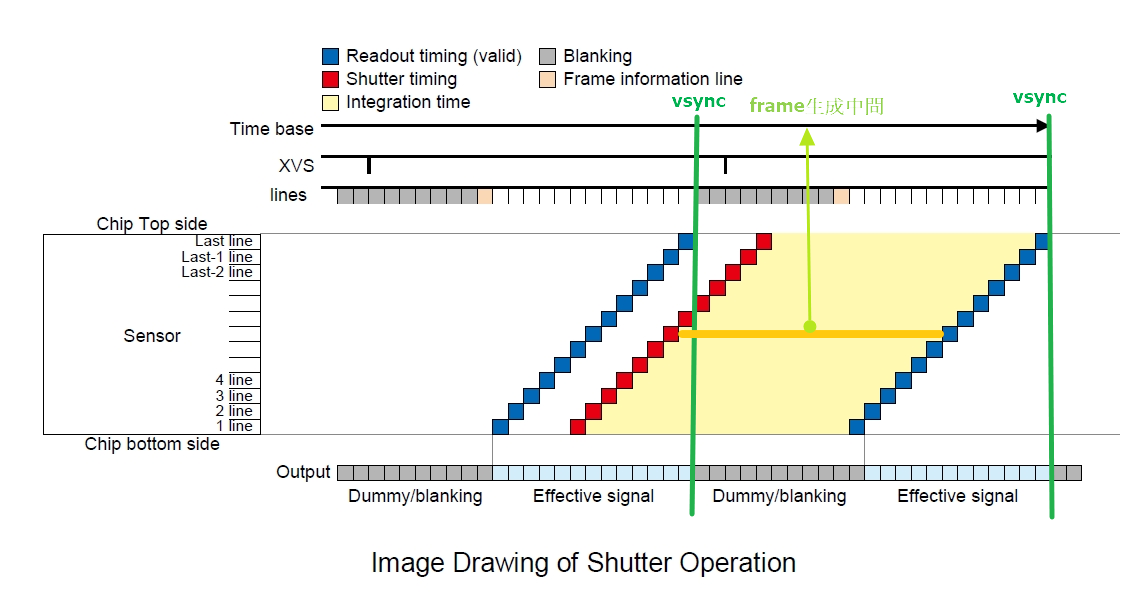 Readout timing (valid)
Blanking
Shutter timing
Frame information line
Integration time
vsync
frame生成中間
vsync
Time base
XVS
lines
Chip Top side
Last line
Last-1 line
Last-2 line
Sensor
4 line
3 line
2 line
1 line
Chip bottom side
Output
Dummy/blanking
Effective signal
Dummy/blanking
Effective signal
Image Drawing of Shutter Operation